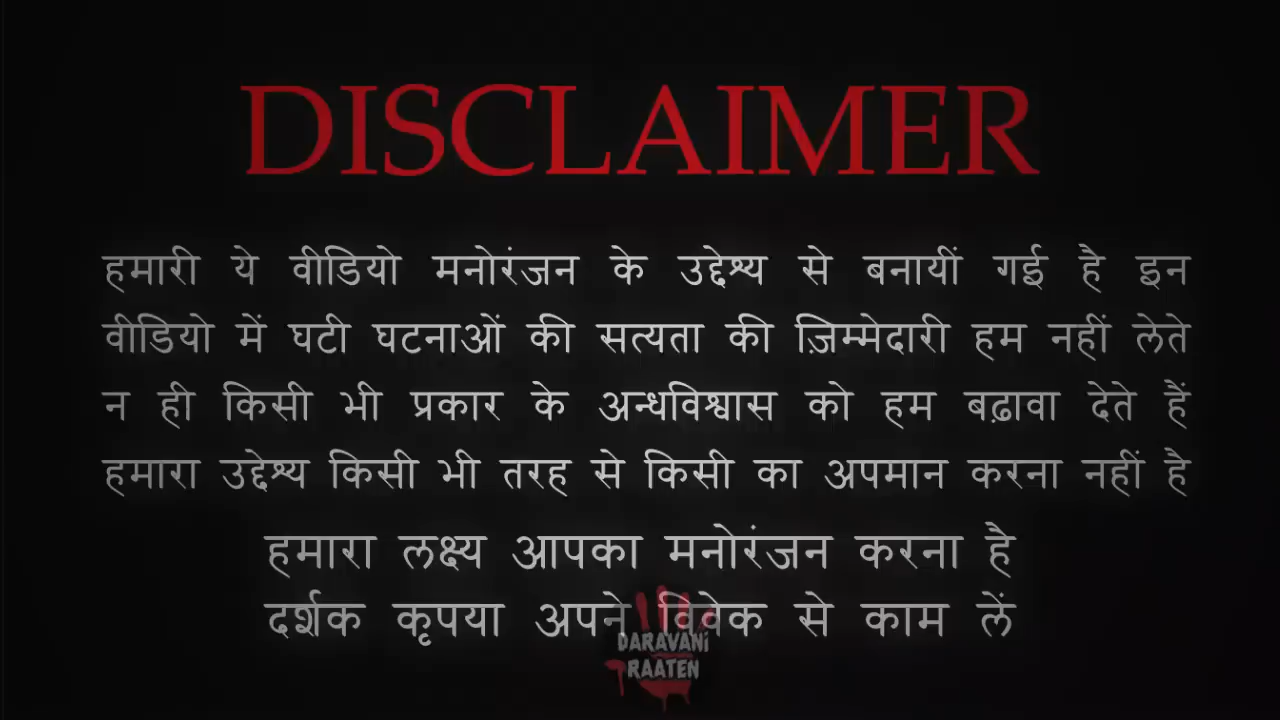 DISCLAIMER
हमारी ये वीडियो मनोरंजन के उद्देश्य से बनायीं गई है इन
वीडियो में घटी घटनाओं की सत्यता की ज़िम्मेदारी हम नहीं लेते
न ही किसी भी प्रकार के अन्धविश्वास को हम बढ़ावा देते हैं
हमारा उद्देश्य किसी भी तरह से किसी का अपमान करना नहीं है
हमारा लक्ष्य आपका मनोरंजन करना है
दर्शक कृपया अपने विवेक से काम लें
DARAVANi
RAATEN